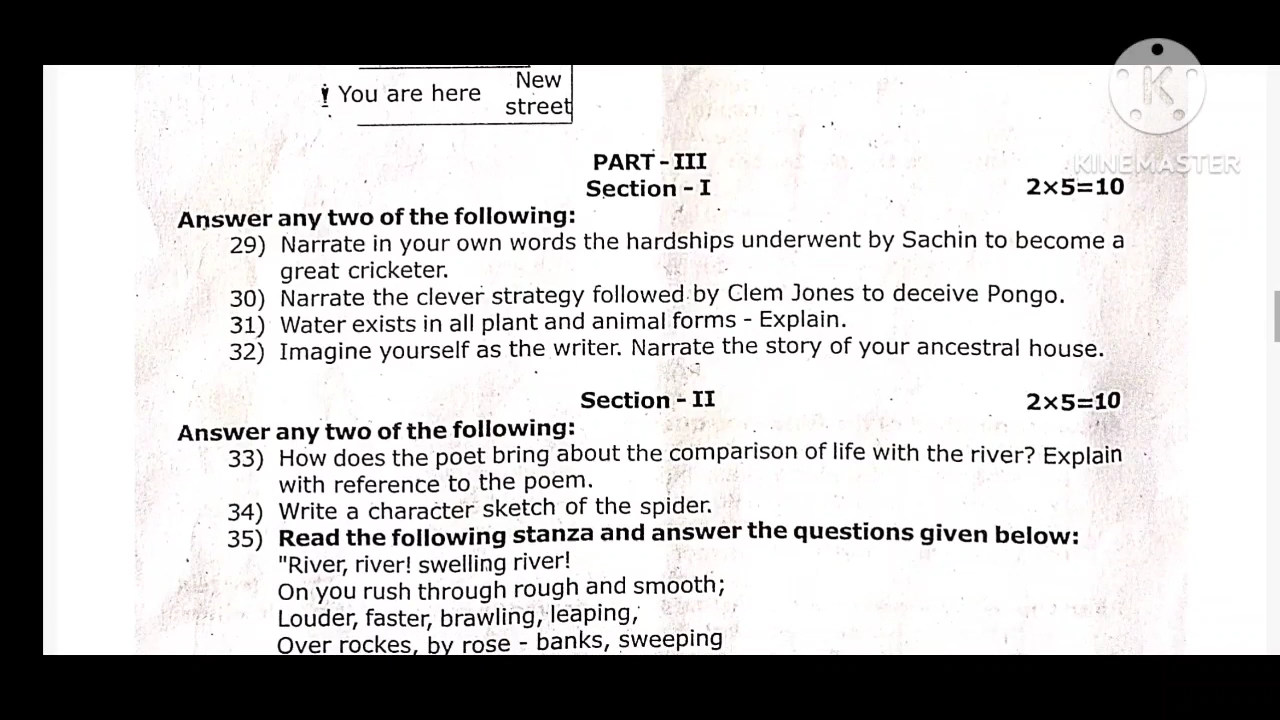 New
! You are here
street
K
KINEMASTER
PART - III
Section - I
2×5=10
Answer any two of the following:
29) Narrate in your own words the hardships underwent by Sachin to become a
great cricketer.
30) Narrate the clever strategy followed by Clem Jones to deceive Pongo.
31) Water exists in all plant and animal forms - Explain.
32) Imagine yourself as the writer. Narrate the story of your ancestral house.
Section - II
2×5=10
Answer any two of the following:
33) How does the poet bring about the comparison of life with the river? Explain
with reference to the poem.
34) Write a character sketch of the spider.
35) Read the following stanza and answer the questions given below:
"River, river! swelling river!
On you rush through rough and smooth;
Louder, faster, brawling, leaping,
Over rockes, by rose - banks, sweeping